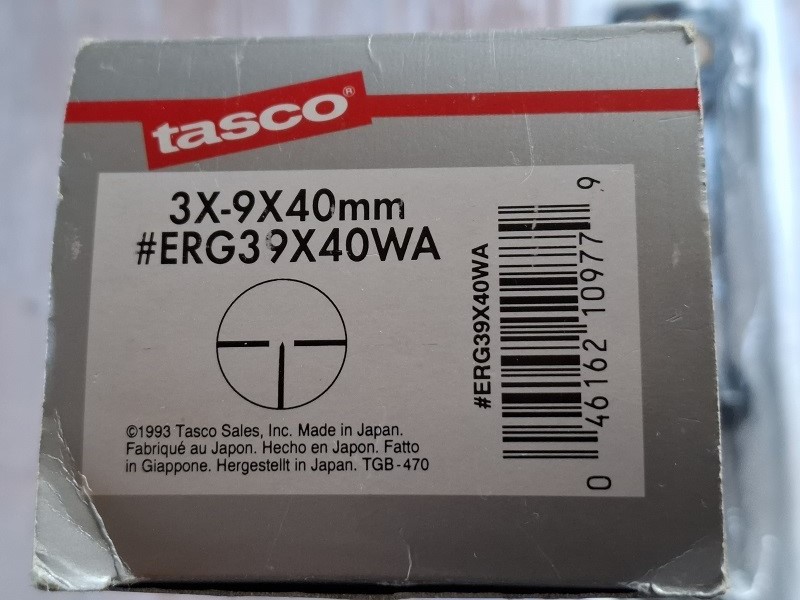 tasco®
3X-9X40mm
#ERG39X40WA
©1993 Tasco Sales, Inc. Made in Japan.
Fabriqué au Japon. Hecho en Japon. Fatto
in Giappone. Hergestellt in Japan. TGB-470
#ERG39X40WA
0 46162 10977 9